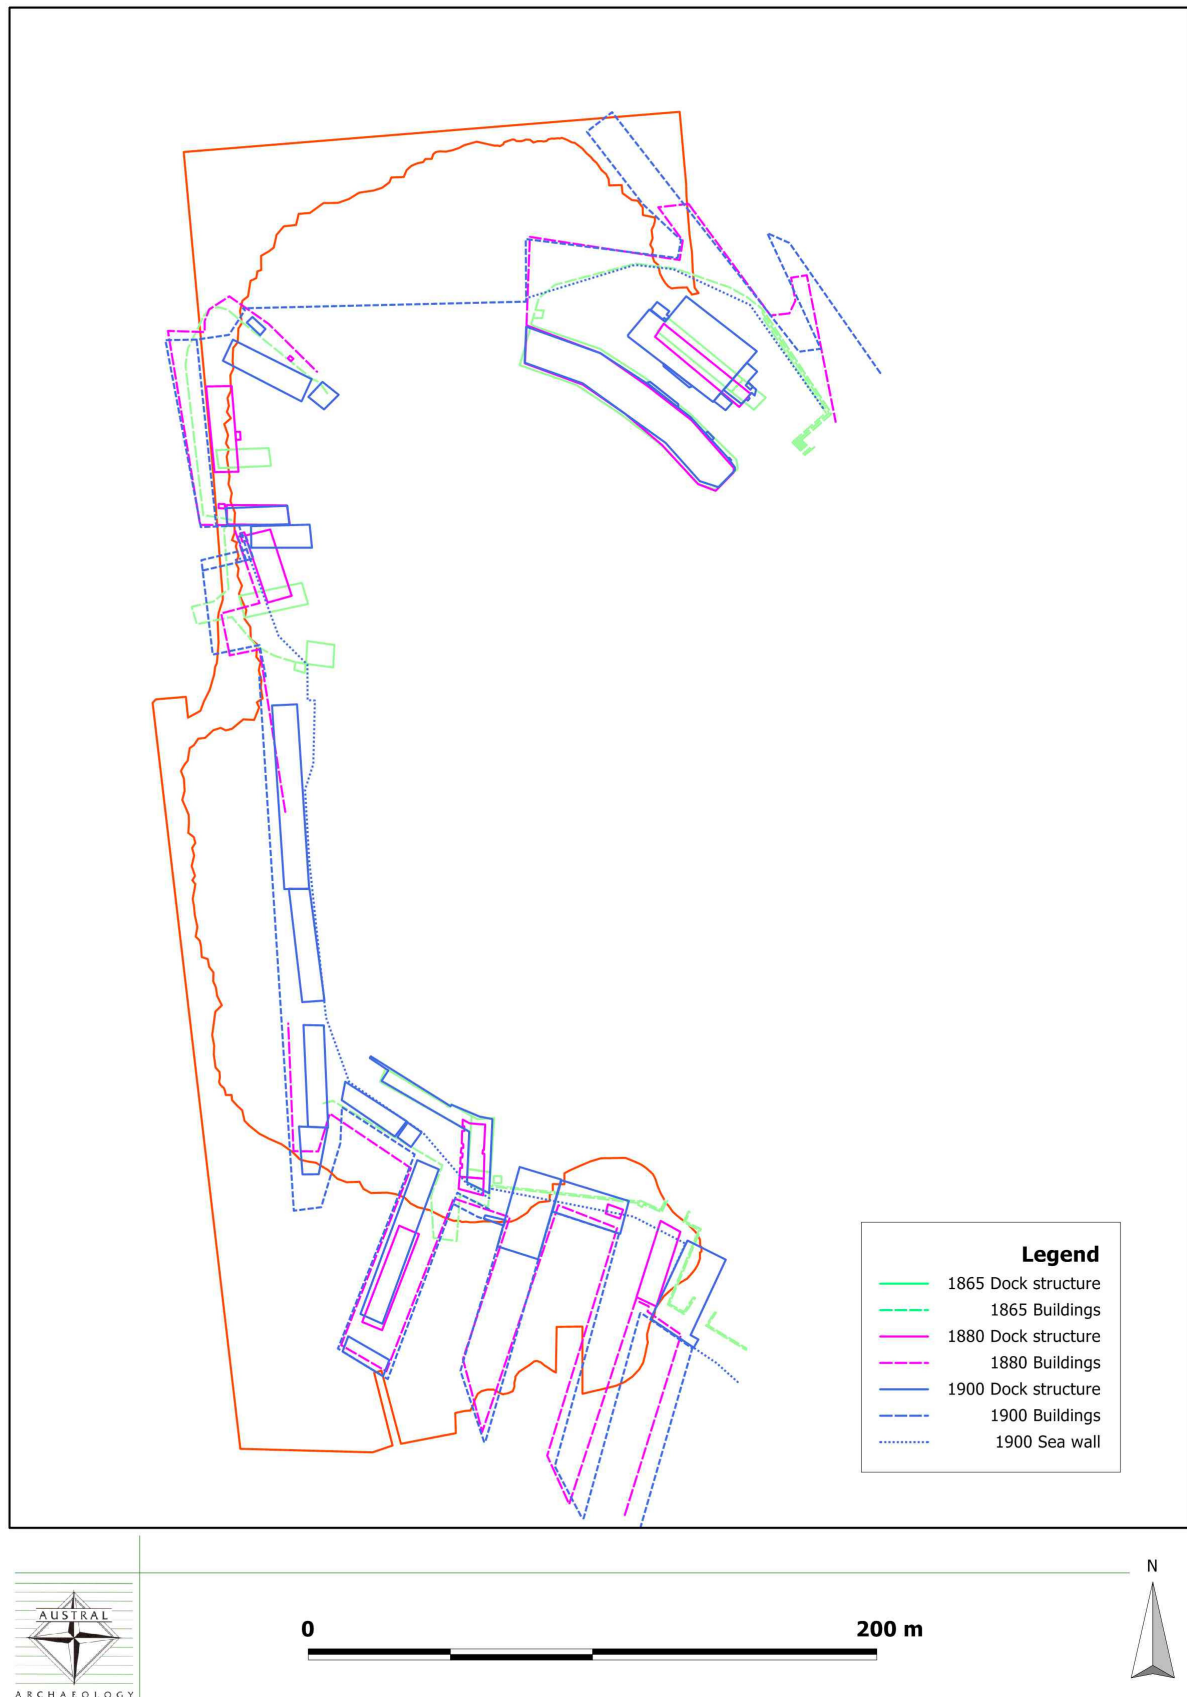 Legend
1865 Dock structure
1865 Buildings
1880 Dock structure
1880 Buildings
1900 Dock structure
1900 Buildings
1900 Sea wall
N
0
200 m
AUSTRAL
ARCHAEOLOGY